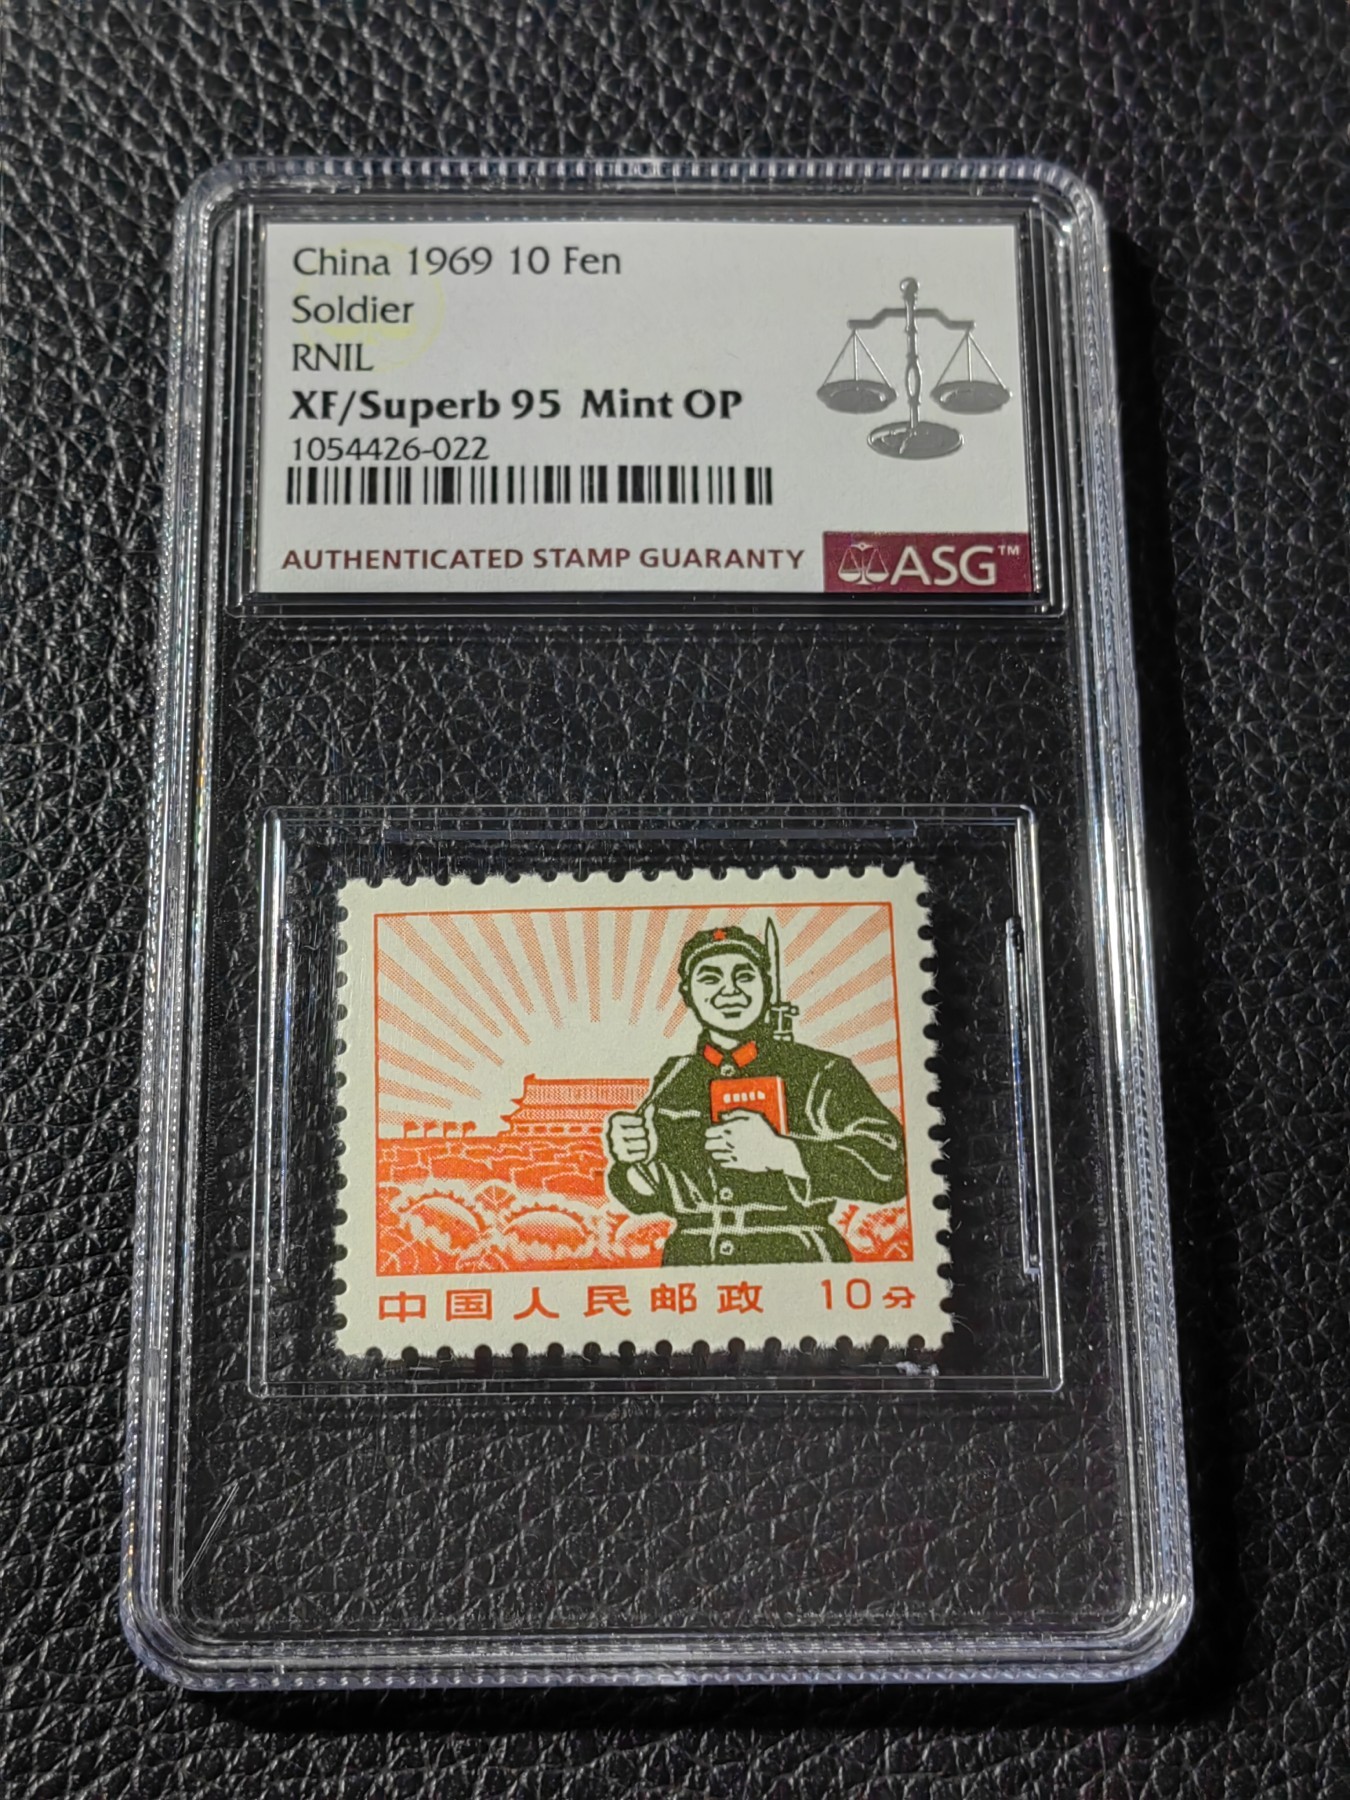 China 1969 10 Fen
Soldier
RNIL
XF/Superb 95 Mint OP
1054426-022
AUTHENTICATED STAMP GUARANTY
ASG™
中国人民邮政 10分